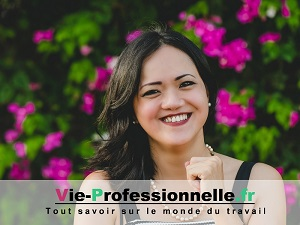 Vie-Professionnelle.fr
Tout savoir sur le monde du travail